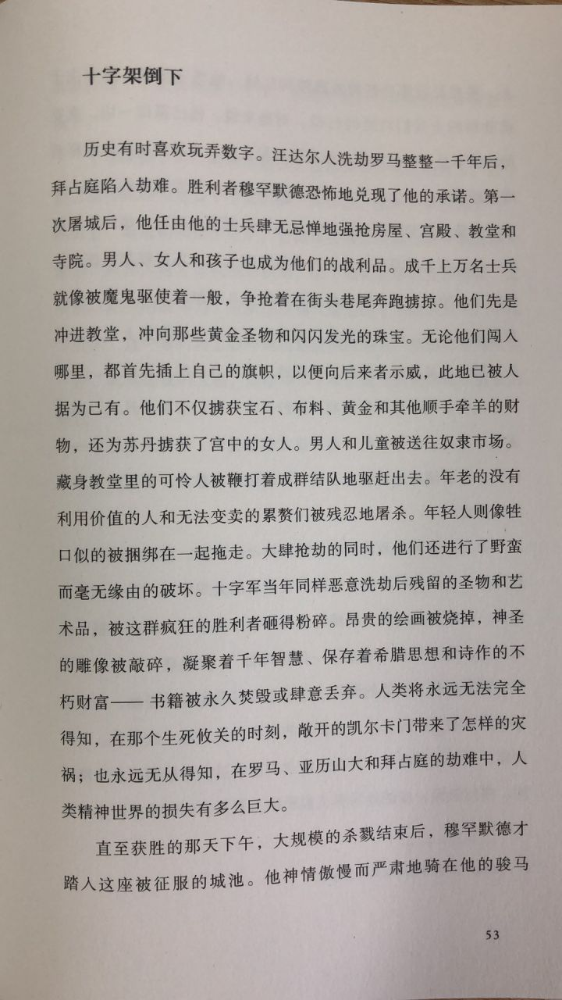 十字架倒下
历史有时喜欢玩弄数字。汪达尔人洗劫罗马整整一千年后，
拜占庭陷入劫难。胜利者穆罕默德恐怖地兑现了他的承诺。第一
次屠城后，他任由他的士兵肆无忌惮地强抢房屋、宫殿、教堂和
寺院。男人、女人和孩子也成为他们的战利品。成千上万名士兵
就像被魔鬼驱使着一般，争抢着在街头巷尾奔跑掳掠。他们先是
冲进教堂，冲向那些黄金圣物和闪闪发光的珠宝。无论他们闯入
哪里，都首先插上自己的旗帜，以便向后来者示威，此地已被人
据为己有。他们不仅掳获宝石、布料、黄金和其他顺手牵羊的财
物，还为苏丹掳获了宫中的女人。男人和儿童被送往奴隶市场。
藏身教堂里的可怜人被鞭打着成群结队地驱赶出去。年老的没有
利用价值的人和无法变卖的累赘们被残忍地屠杀。年轻人则像牲
口似的被捆绑在一起拖走。大肆抢劫的同时，他们还进行了野蛮
而毫无缘由的破坏。十字军当年同样恶意洗劫后残留的圣物和艺
术品，被这群疯狂的胜利者砸得粉碎。昂贵的绘画被烧掉，神圣
的雕像被敲碎，凝聚着千年智慧、保存着希腊思想和诗作的不
朽财富——书籍被永久焚毁或肆意丢弃。人类将永远无法完全
得知，在那个生死攸关的时刻，敞开的凯尔卡门带来了怎样的灾
祸；也永远无从得知，在罗马、亚历山大和拜占庭的劫难中，人
类精神世界的损失有多么巨大。
直至获胜的那天下午，大规模的杀戮结束后，穆罕默德才
踏入这座被征服的城池。他神情傲慢而严肃地骑在他的骏马
53